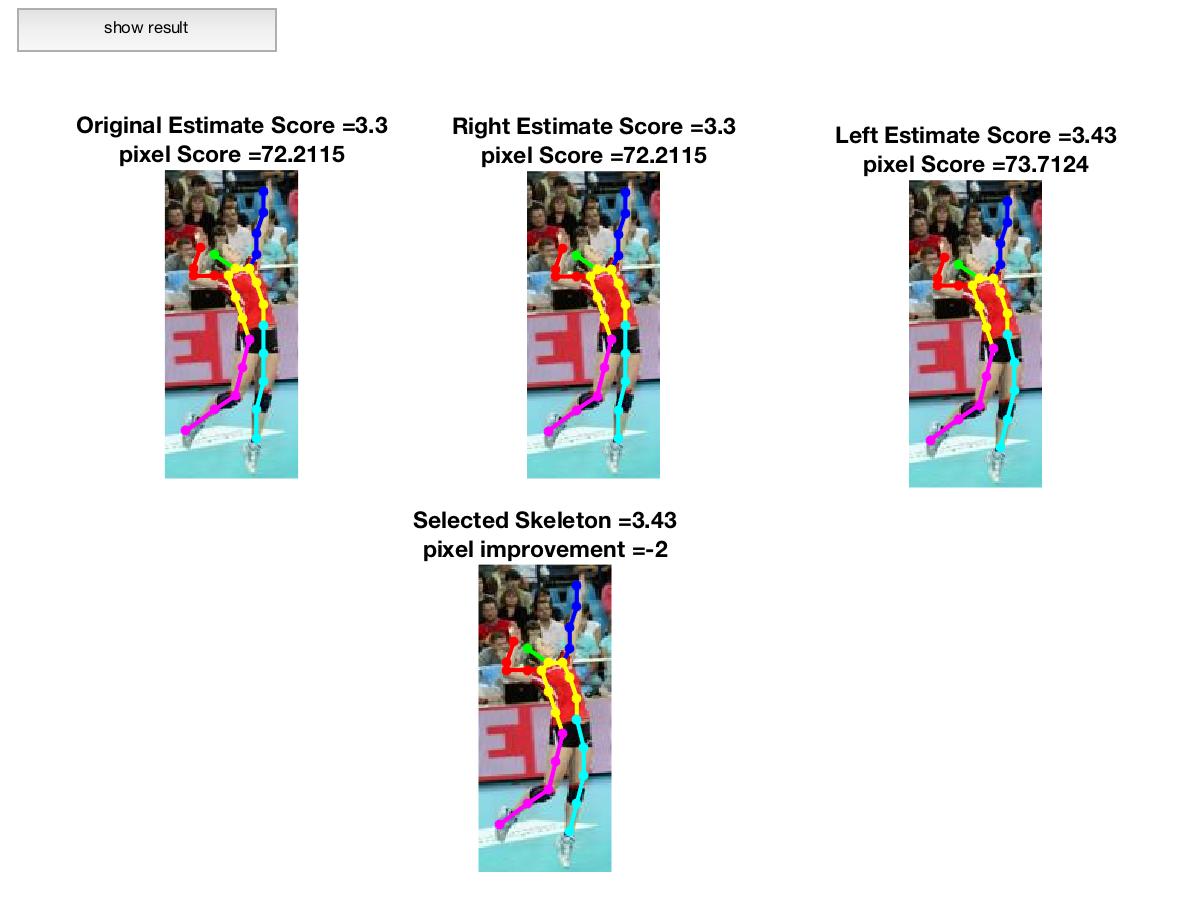 show result
Original Estimate Score =3.3
pixel Score =72.2115
Right Estimate Score =3.3
pixel Score =72.2115
Left Estimate Score =3.43
pixel Score =73.7124
Selected Skeleton =3.43
pixel improvement =-2